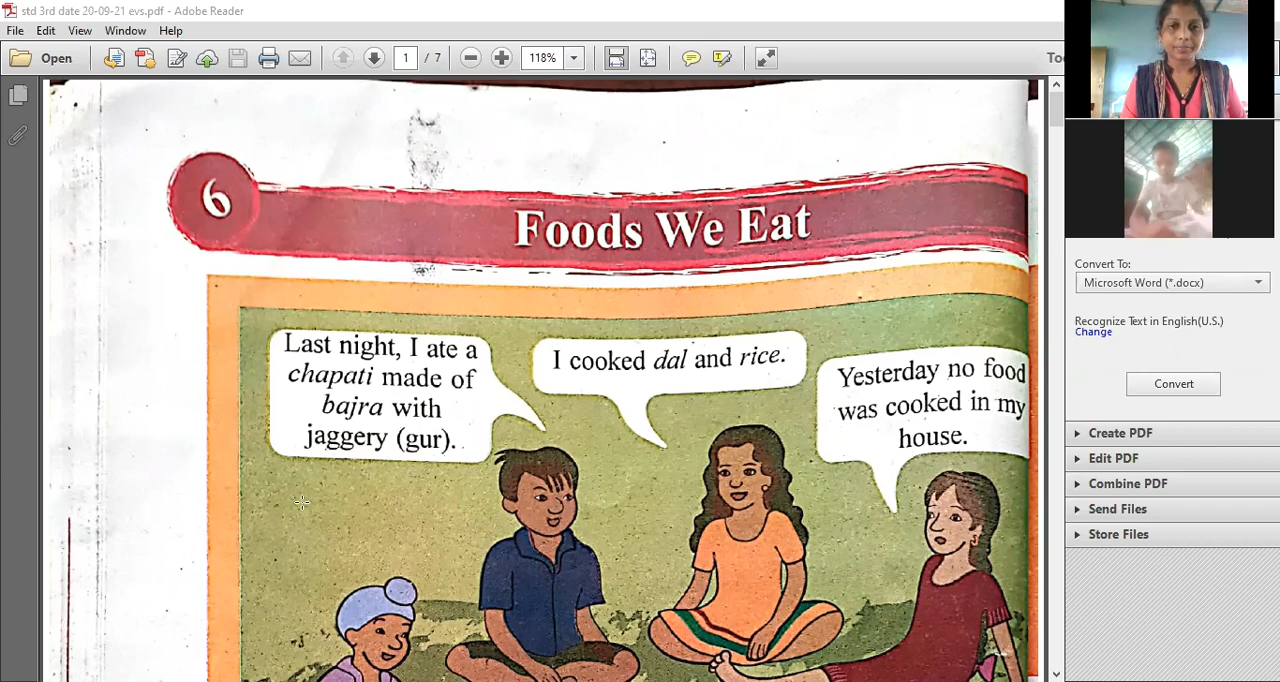 std 3rd date 20-09-21 evs.pdf - Adobe Reader
File Edit View Window Help
Open 1 / 7 118%
6
Foods We Eat
Last night, I ate a
chapati made of
bajra with
jaggery (gur).
I cooked dal and rice.
Yesterday no food
was cooked in my
house.
Convert To:
Microsoft Word (*.docx)
Recognize Text in English(U.S.)
Change
Convert
Create PDF
Edit PDF
Combine PDF
Send Files
Store Files